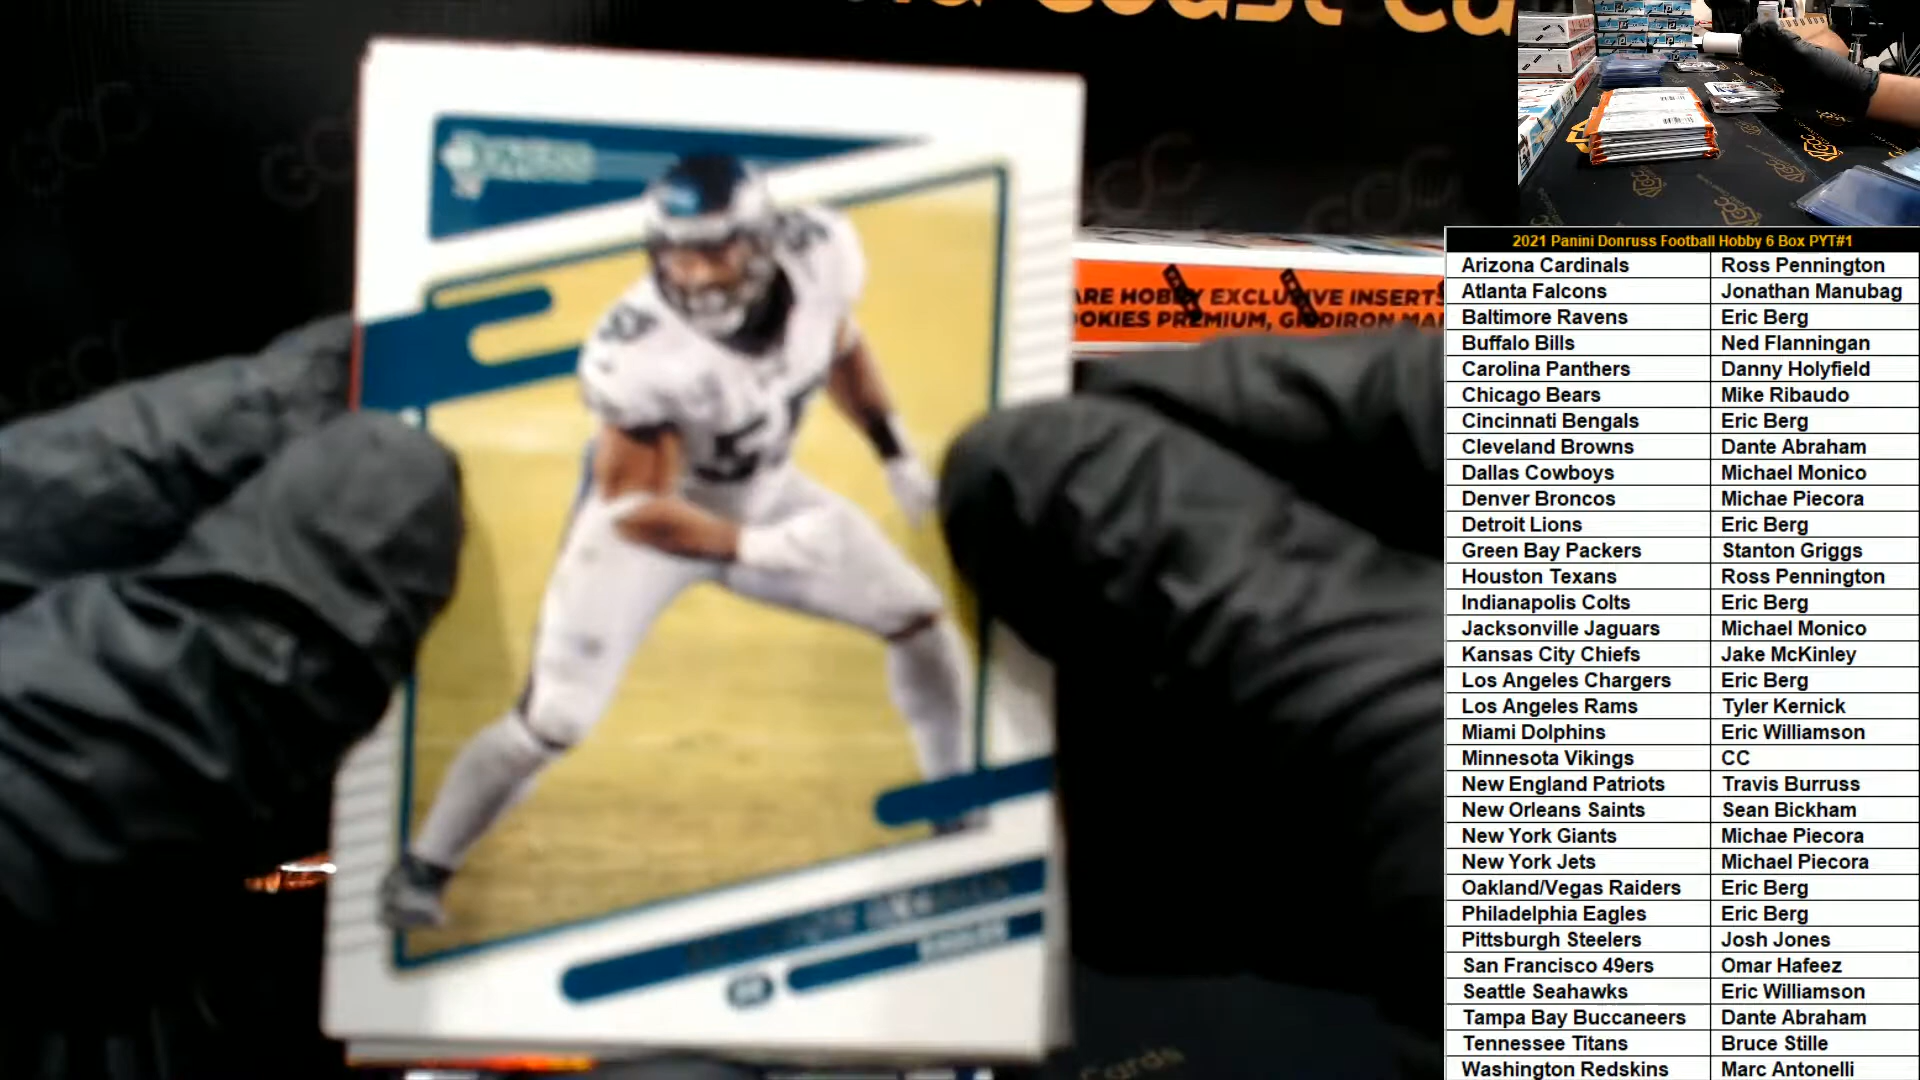 Coast Ca
ARE HOBBY EXCLUSIVE INSERTS
OOKIES PREMIUM, GRIDIRON MA
EAGLES
Cards
2021 Panini Donruss Football Hobby 6 Box PYT#1
Arizona Cardinals Ross Pennington
Atlanta Falcons Jonathan Manubag
Baltimore Ravens Eric Berg
Buffalo Bills Ned Flanningan
Carolina Panthers Danny Holyfield
Chicago Bears Mike Ribaudo
Cincinnati Bengals Eric Berg
Cleveland Browns Dante Abraham
Dallas Cowboys Michael Monico
Denver Broncos Michae Piecora
Detroit Lions Eric Berg
Green Bay Packers Stanton Griggs
Houston Texans Ross Pennington
Indianapolis Colts Eric Berg
Jacksonville Jaguars Michael Monico
Kansas City Chiefs Jake McKinley
Los Angeles Chargers Eric Berg
Los Angeles Rams Tyler Kernick
Miami Dolphins Eric Williamson
Minnesota Vikings CC
New England Patriots Travis Burruss
New Orleans Saints Sean Bickham
New York Giants Michae Piecora
New York Jets Michael Piecora
Oakland/Vegas Raiders Eric Berg
Philadelphia Eagles Eric Berg
Pittsburgh Steelers Josh Jones
San Francisco 49ers Omar Hafeez
Seattle Seahawks Eric Williamson
Tampa Bay Buccaneers Dante Abraham
Tennessee Titans Bruce Stille
Washington Redskins Marc Antonelli